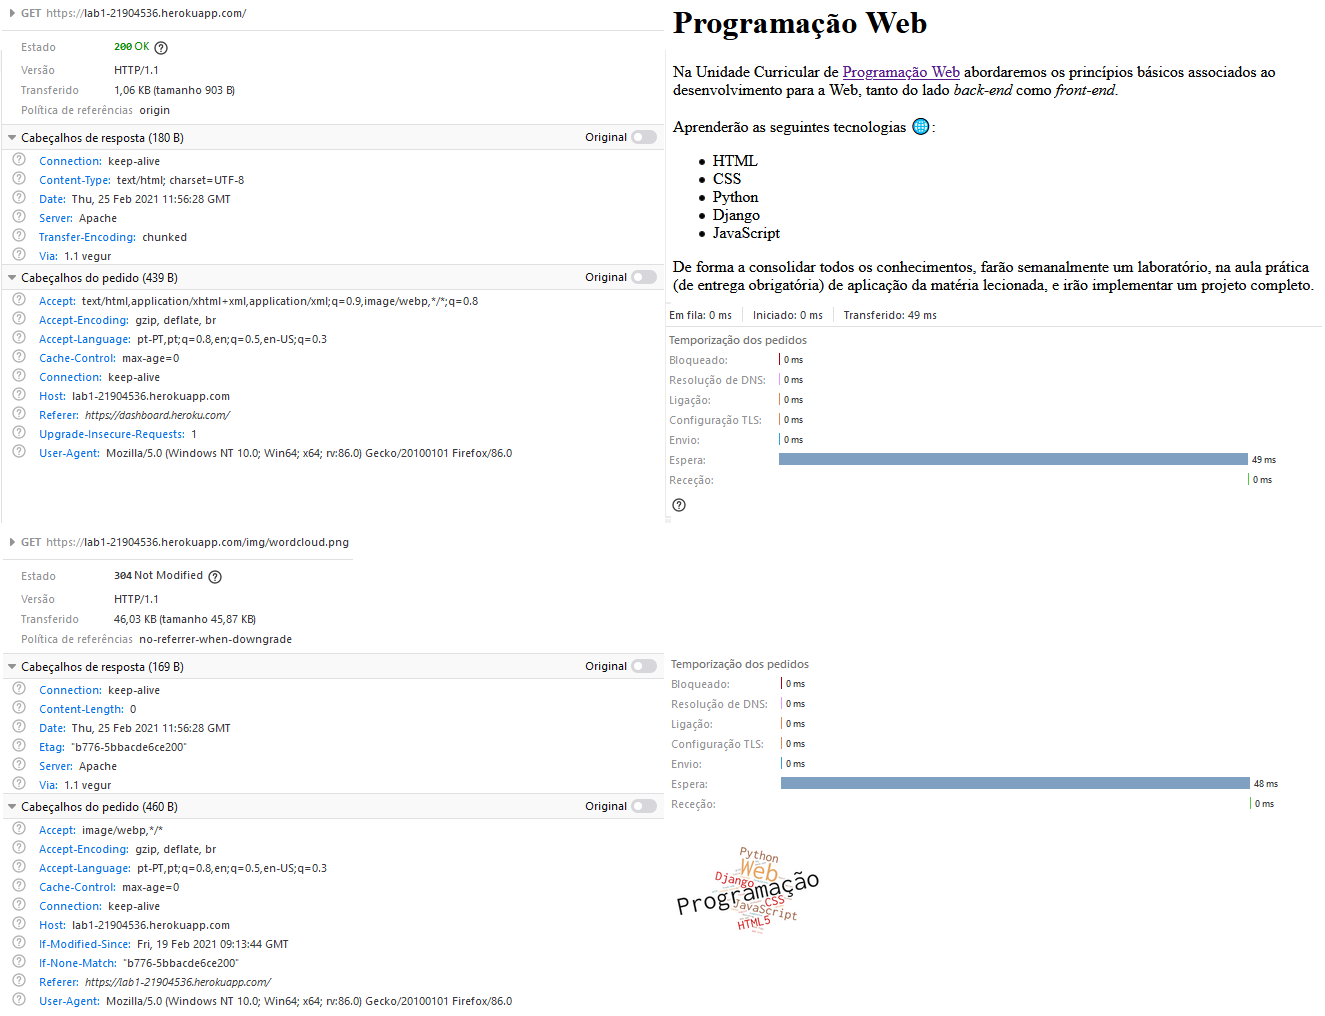 GET https://lab1-21904536.herokuapp.com/
Estado 200 OK ?
Versão HTTP/1.1
Transferido 1,06 KB (tamanho 903 B)
Política de referências origin
Cabeçalhos de resposta (180 B) Original
? Connection: keep-alive
? Content-Type: text/html; charset=UTF-8
? Date: Thu, 25 Feb 2021 11:56:28 GMT
? Server: Apache
? Transfer-Encoding: chunked
? Via: 1.1 vegur
Cabeçalhos do pedido (439 B) Original
? Accept: text/html,application/xhtml+xml,application/xml;q=0.9,image/webp,*/*;q=0.8
? Accept-Encoding: gzip, deflate, br
? Accept-Language: pt-PT,pt;q=0.8,en;q=0.5,en-US;q=0.3
? Cache-Control: max-age=0
? Connection: keep-alive
? Host: lab1-21904536.herokuapp.com
? Referer: https://dashboard.heroku.com/
? Upgrade-Insecure-Requests: 1
? User-Agent: Mozilla/5.0 (Windows NT 10.0; Win64; x64; rv:86.0) Gecko/20100101 Firefox/86.0
Programação Web
Na Unidade Curricular de Programação Web abordaremos os princípios básicos associados ao
desenvolvimento para a Web, tanto do lado back-end como front-end.
Aprenderão as seguintes tecnologias 🌐:
• HTML
• CSS
• Python
• Django
• JavaScript
De forma a consolidar todos os conhecimentos, farão semanalmente um laboratório, na aula prática
(de entrega obrigatória) de aplicação da matéria lecionada, e irão implementar um projeto completo.
Em fila: 0 ms Iniciado: 0 ms Transferido: 49 ms
Temporização dos pedidos
Bloqueado: 0 ms
Resolução de DNS: 0 ms
Ligação: 0 ms
Configuração TLS: 0 ms
Envio: 0 ms
Espera: 49 ms
Receção: 0 ms
?
GET https://lab1-21904536.herokuapp.com/img/wordcloud.png
Estado 304 Not Modified ?
Versão HTTP/1.1
Transferido 46,03 KB (tamanho 45,87 KB)
Política de referências no-referrer-when-downgrade
Cabeçalhos de resposta (169 B) Original
? Connection: keep-alive
? Content-Length: 0
? Date: Thu, 25 Feb 2021 11:56:28 GMT
? Etag: "b776-5bbacde6ce200"
? Server: Apache
? Via: 1.1 vegur
Cabeçalhos do pedido (460 B) Original
? Accept: image/webp,*/*
? Accept-Encoding: gzip, deflate, br
? Accept-Language: pt-PT,pt;q=0.8,en;q=0.5,en-US;q=0.3
? Cache-Control: max-age=0
? Connection: keep-alive
? Host: lab1-21904536.herokuapp.com
? If-Modified-Since: Fri, 19 Feb 2021 09:13:44 GMT
? If-None-Match: "b776-5bbacde6ce200"
? Referer: https://lab1-21904536.herokuapp.com/
? User-Agent: Mozilla/5.0 (Windows NT 10.0; Win64; x64; rv:86.0) Gecko/20100101 Firefox/86.0
Temporização dos pedidos
Bloqueado: 0 ms
Resolução de DNS: 0 ms
Ligação: 0 ms
Configuração TLS: 0 ms
Envio: 0 ms
Espera: 48 ms
Receção: 0 ms
Python
Web
Django
Programação
CSS
JavaScript
HTML5